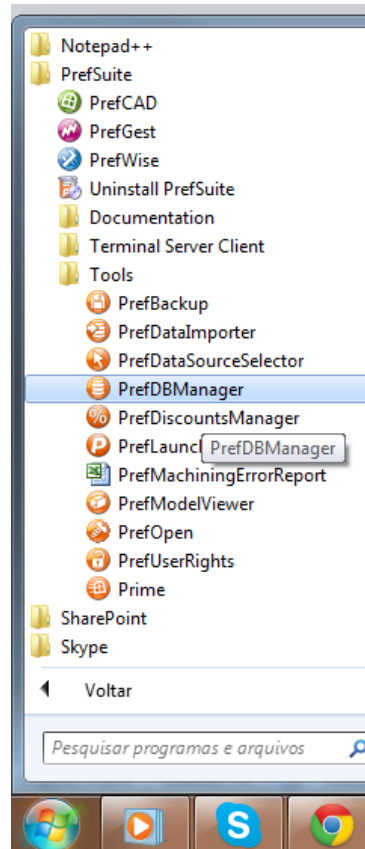 Notepad++
PrefSuite
PrefCAD
PrefGest
PrefWise
Uninstall PrefSuite
Documentation
Terminal Server Client
Tools
PrefBackup
PrefDataImporter
PrefDataSourceSelector
PrefDBManager
PrefDiscountsManager
PrefDBManager
PrefMachiningErrorReport
PrefModelViewer
PrefOpen
PrefUserRights
Prime
SharePoint
Skype
Voltar
Pesquisar programas e arquivos